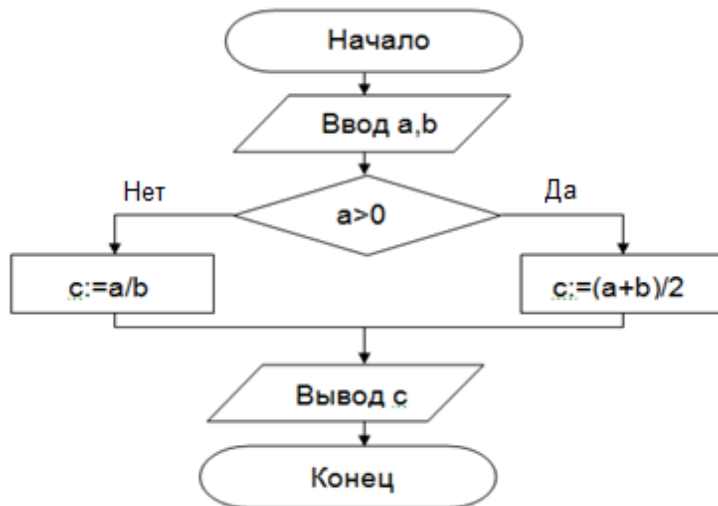 Начало
Ввод a,b
Нет
Да
a>0
c:=a/b
c:=(a+b)/2
Вывод c
Конец